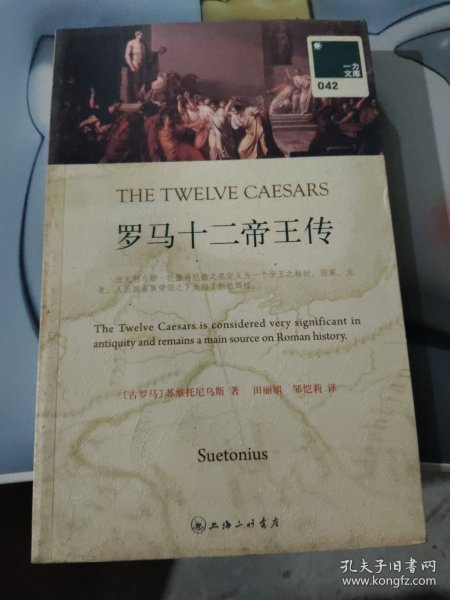 一力
文库
042
THE TWELVE CAESARS
罗马十二帝王传
The Twelve Caesars is considered very significant in
antiquity and remains a main source on Roman history.
[古罗马]苏维托尼乌斯 著 田丽娟 邹恺莉 译
Suetonius
上海三联书店
孔夫子旧书网
www.kongfz.com